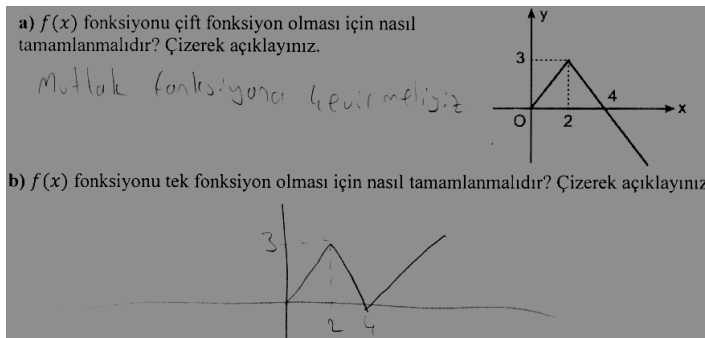 a) f(x) fonksiyonu çift fonksiyon olması için nasıl
tamamlanmalıdır? Çizerek açıklayınız.
Mutlak fonksiyona çevirmeliyiz
y
3
4
x
O
2
b) f(x) fonksiyonu tek fonksiyon olması için nasıl tamamlanmalıdır? Çizerek açıklayınız
3
2
4